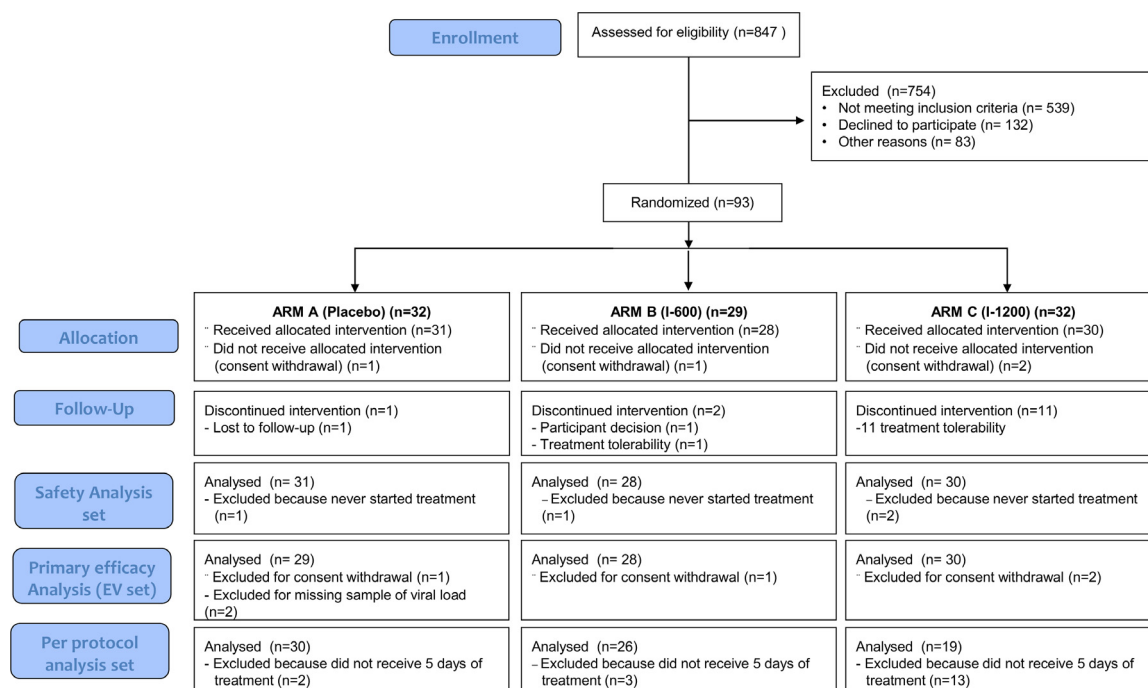 Enrollment
Assessed for eligibility (n=847 )
Excluded (n=754)
• Not meeting inclusion criteria (n= 539)
• Declined to participate (n= 132)
• Other reasons (n= 83)
Randomized (n=93)
Allocation
ARM A (Placebo) (n=32)
¨ Received allocated intervention (n=31)
¨ Did not receive allocated intervention
(consent withdrawal) (n=1)
ARM B (I-600) (n=29)
¨ Received allocated intervention (n=28)
¨ Did not receive allocated intervention
(consent withdrawal) (n=1)
ARM C (I-1200) (n=32)
¨ Received allocated intervention (n=30)
¨ Did not receive allocated intervention
(consent withdrawal) (n=2)
Follow-Up
Discontinued intervention (n=1)
- Lost to follow-up (n=1)
Discontinued intervention (n=2)
- Participant decision (n=1)
- Treatment tolerability (n=1)
Discontinued intervention (n=11)
-11 treatment tolerability
Safety Analysis
set
Analysed (n= 31)
- Excluded because never started treatment
(n=1)
Analysed (n= 28)
– Excluded because never started treatment
(n=1)
Analysed (n= 30)
– Excluded because never started treatment
(n=2)
Primary efficacy
Analysis (EV set)
Analysed (n= 29)
¨ Excluded for consent withdrawal (n=1)
- Excluded for missing sample of viral load
(n=2)
Analysed (n= 28)
¨ Excluded for consent withdrawal (n=1)
Analysed (n= 30)
¨ Excluded for consent withdrawal (n=2)
Per protocol
analysis set
Analysed (n=30)
- Excluded because did not receive 5 days of
treatment (n=2)
Analysed (n=26)
– Excluded because did not receive 5 days of
treatment (n=3)
Analysed (n=19)
- Excluded because did not receive 5 days of
treatment (n=13)